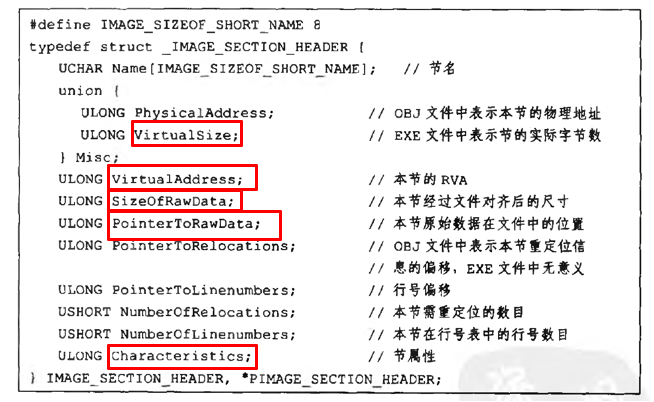 #define IMAGE_SIZEOF_SHORT_NAME 8
typedef struct _IMAGE_SECTION_HEADER {
UCHAR Name[IMAGE_SIZEOF_SHORT_NAME]; // 节名
union {
ULONG PhysicalAddress; // OBJ 文件中表示本节的物理地址
ULONG VirtualSize; // EXE 文件中表示节的实际字节数
} Misc;
ULONG VirtualAddress; // 本节的 RVA
ULONG SizeOfRawData; // 本节经过文件对齐后的尺寸
ULONG PointerToRawData; // 本节原始数据在文件中的位置
ULONG PointerToRelocations; // OBJ 文件中表示本节重定位信
// 息的偏移，EXE 文件中无意义
ULONG PointerToLinenumbers; // 行号偏移
USHORT NumberOfRelocations; // 本节需重定位的数目
USHORT NumberOfLinenumbers; // 本节在行号表中的行号数目
ULONG Characteristics; // 节属性
} IMAGE_SECTION_HEADER, *PIMAGE_SECTION_HEADER;